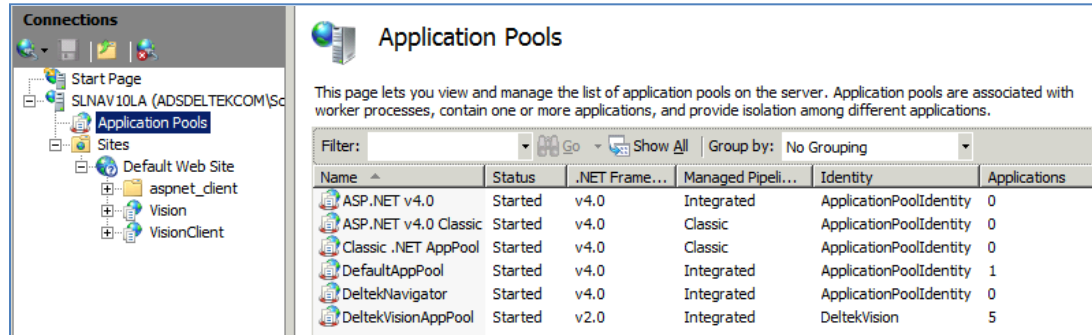 Connections
Start Page
SLNAV10LA (ADSDELTEKCOM\Sc
Application Pools
Sites
Default Web Site
aspnet_client
Vision
VisionClient
Application Pools
This page lets you view and manage the list of application pools on the server. Application pools are associated with
worker processes, contain one or more applications, and provide isolation among different applications.
Filter: Go Show All Group by: No Grouping
Name Status .NET Frame... Managed Pipeli... Identity Applications
ASP.NET v4.0 Started v4.0 Integrated ApplicationPoolIdentity 0
ASP.NET v4.0 Classic Started v4.0 Classic ApplicationPoolIdentity 0
Classic .NET AppPool Started v4.0 Classic ApplicationPoolIdentity 0
DefaultAppPool Started v4.0 Integrated ApplicationPoolIdentity 1
DeltekNavigator Started v4.0 Integrated ApplicationPoolIdentity 0
DeltekVisionAppPool Started v2.0 Integrated DeltekVision 5